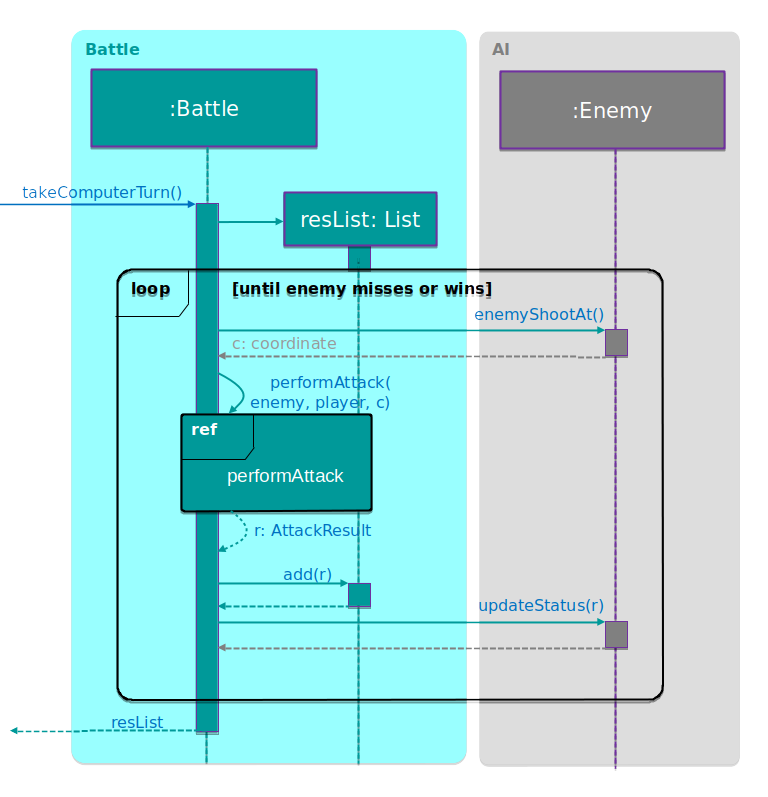 Battle
AI
:Battle
:Enemy
takeComputerTurn()
resList: List
loop
[until enemy misses or wins]
enemyShootAt()
c: coordinate
performAttack(
enemy, player, c)
ref
performAttack
r: AttackResult
add(r)
updateStatus(r)
resList